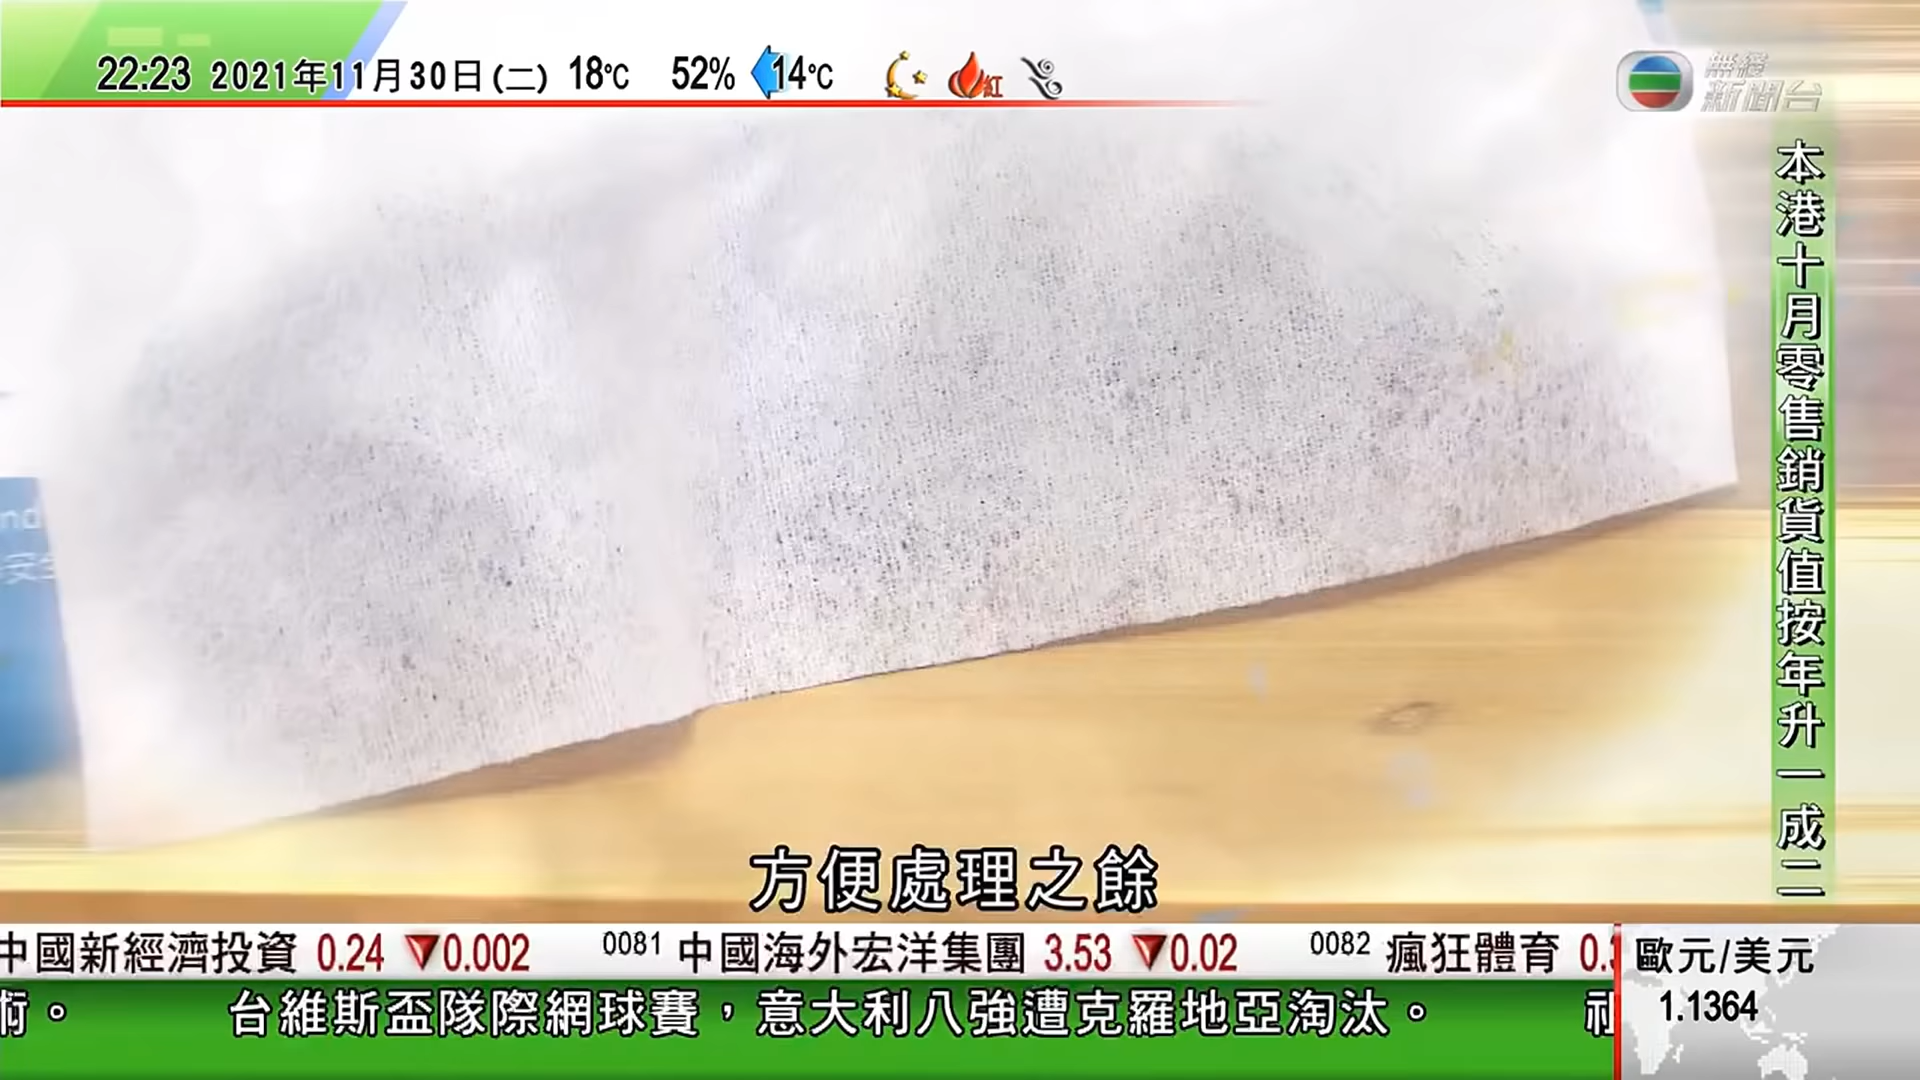 22:23 2021年11月30日(二) 18℃ 52% 14℃ 紅
無綫
新聞台
本港十月零售銷貨值按年升一成二
nd
安全
方便處理之餘
中國新經濟投資 0.24 ▼0.002 0081 中國海外宏洋集團 3.53 ▼0.02 0082 瘋狂體育
歐元/美元
1.1364
術。 台維斯盃隊際網球賽，意大利八強遭克羅地亞淘汰。